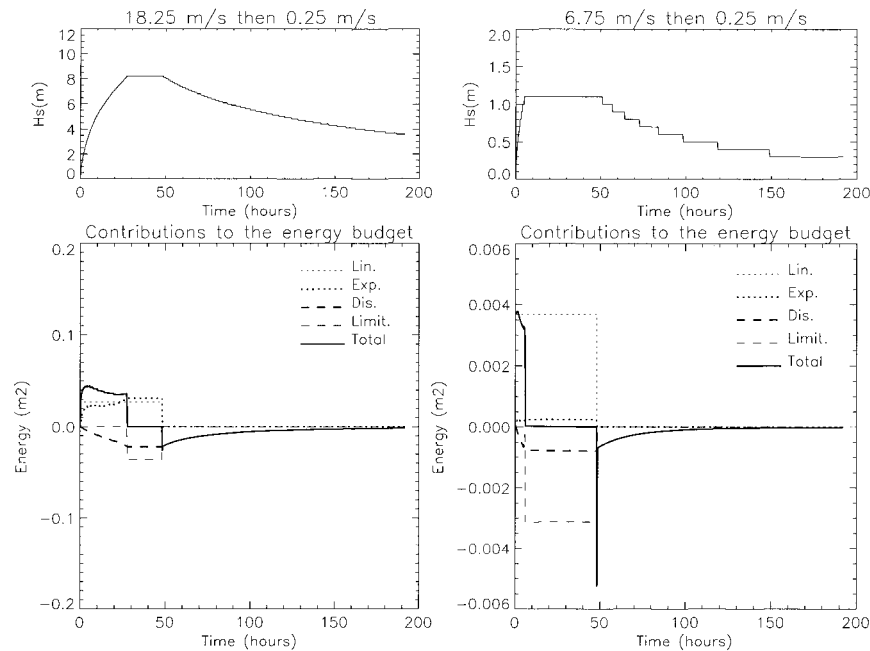 18.25 m/s then 0.25 m/s
12
10
8
6
4
2
0
Hs(m)
0 50 100 150 200
Time (hours)
Contributions to the energy budget
0.2
0.1
0.0
−0.1
−0.2
Energy (m2)
Lin.
Exp.
Dis.
Limit.
Total
0 50 100 150 200
Time (hours)
6.75 m/s then 0.25 m/s
2.0
1.5
1.0
0.5
0.0
Hs(m)
0 50 100 150 200
Time (hours)
Contributions to the energy budget
0.006
0.004
0.002
0.000
−0.002
−0.004
−0.006
Energy (m2)
Lin.
Exp.
Dis.
Limit.
Total
0 50 100 150 200
Time (hours)